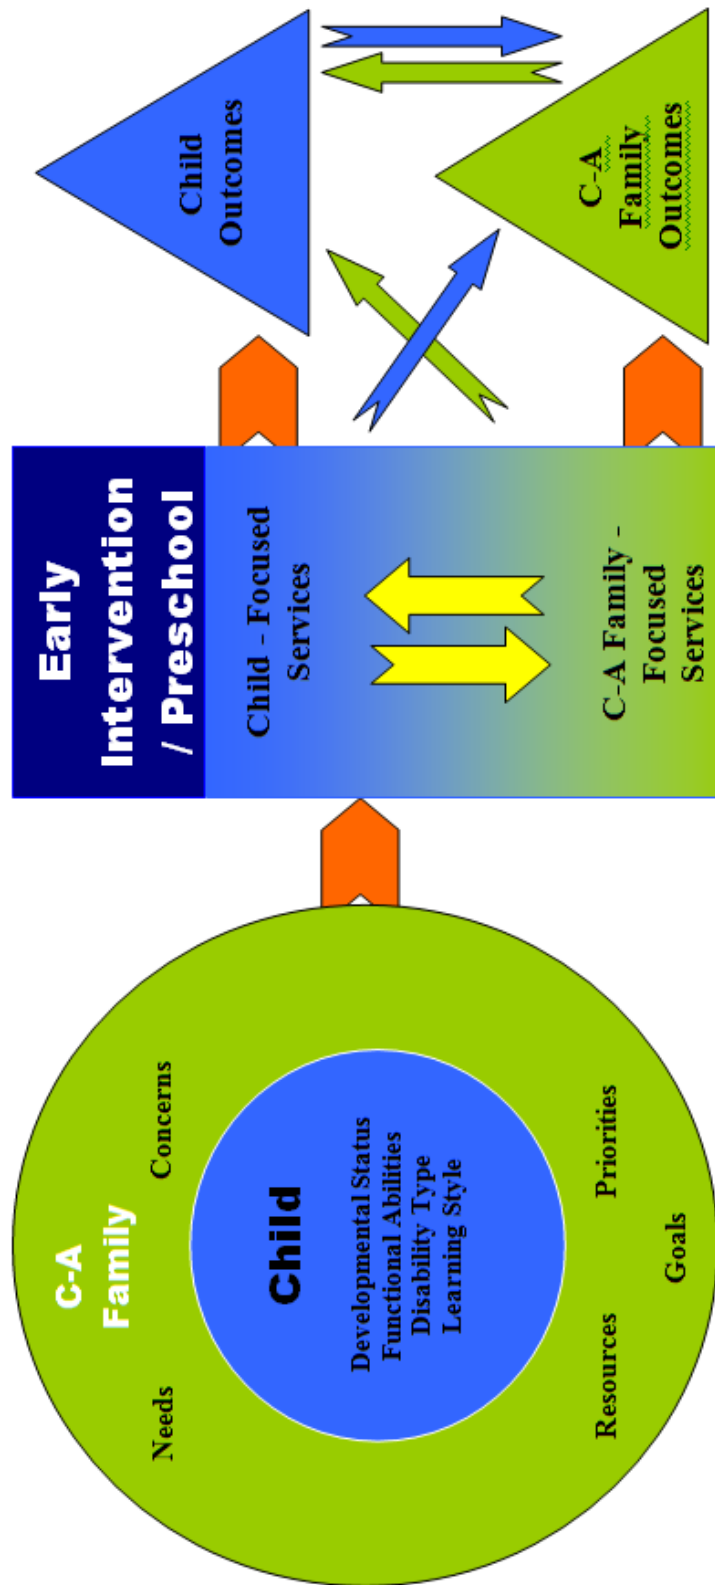 C-A
Family
Needs
Concerns
Child
Developmental Status
Functional Abilities
Disability Type
Learning Style
Resources
Priorities
Goals
Early
Intervention
/ Preschool
Child - Focused
Services
C-A Family -
Focused
Services
Child
Outcomes
C-A
Family
Outcomes